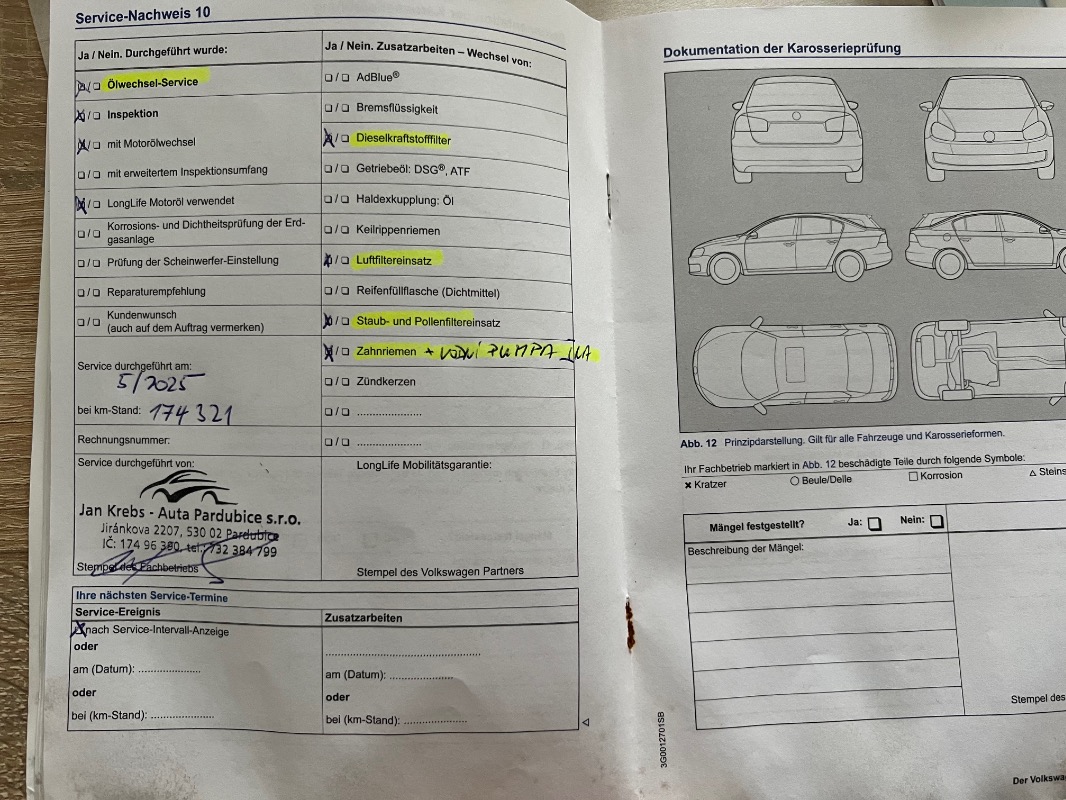 Service-Nachweis 10
Ja / Nein. Durchgeführt wurde:
❏ / ❏ Ölwechsel-Service
❏ / ❏ Inspektion
❏ / ❏ mit Motorölwechsel
❏ / ❏ mit erweitertem Inspektionsumfang
❏ / ❏ LongLife Motoröl verwendet
❏ / ❏ Korrosions- und Dichtheitsprüfung der Erd-
gasanlage
❏ / ❏ Prüfung der Scheinwerfer-Einstellung
❏ / ❏ Reparaturempfehlung
❏ / ❏ Kundenwunsch
(auch auf dem Auftrag vermerken)
Service durchgeführt am:
5/2025
bei km-Stand: 174 321
Rechnungsnummer:
Service durchgeführt von:
Jan Krebs - Auta Pardubice s.r.o.
Jiránkova 2207, 530 02 Pardubice
IČ: 174 96 380, tel.: 732 384 799
Stempel des Fachbetriebs
Ja / Nein. Zusatzarbeiten – Wechsel von:
❏ / ❏ AdBlue®
❏ / ❏ Bremsflüssigkeit
❏ / ❏ Dieselkraftstofffilter
❏ / ❏ Getriebeöl: DSG®, ATF
❏ / ❏ Haldexkupplung: Öl
❏ / ❏ Keilrippenriemen
❏ / ❏ Luftfiltereinsatz
❏ / ❏ Reifenfüllflasche (Dichtmittel)
❏ / ❏ Staub- und Pollenfiltereinsatz
❏ / ❏ Zahnriemen + VODNÍ PUMPA
❏ / ❏ Zündkerzen
❏ / ❏ ......................
❏ / ❏ ......................
LongLife Mobilitätsgarantie:
Stempel des Volkswagen Partners
Ihre nächsten Service-Termine
Service-Ereignis
nach Service-Intervall-Anzeige
oder
am (Datum): .....................
oder
bei (km-Stand): .....................
Zusatzarbeiten
.....................................................
am (Datum): .....................
oder
bei (km-Stand): .....................
Dokumentation der Karosserieprüfung
Abb. 12 Prinzipdarstellung. Gilt für alle Fahrzeuge und Karosserieformen.
Ihr Fachbetrieb markiert in Abb. 12 beschädigte Teile durch folgende Symbole:
✖ Kratzer ○ Beule/Delle □ Korrosion △ Steins
Mängel festgestellt? Ja: ❏ Nein: ❏
Beschreibung der Mängel:
Stempel des
3G0012701SB
Der Volkswa